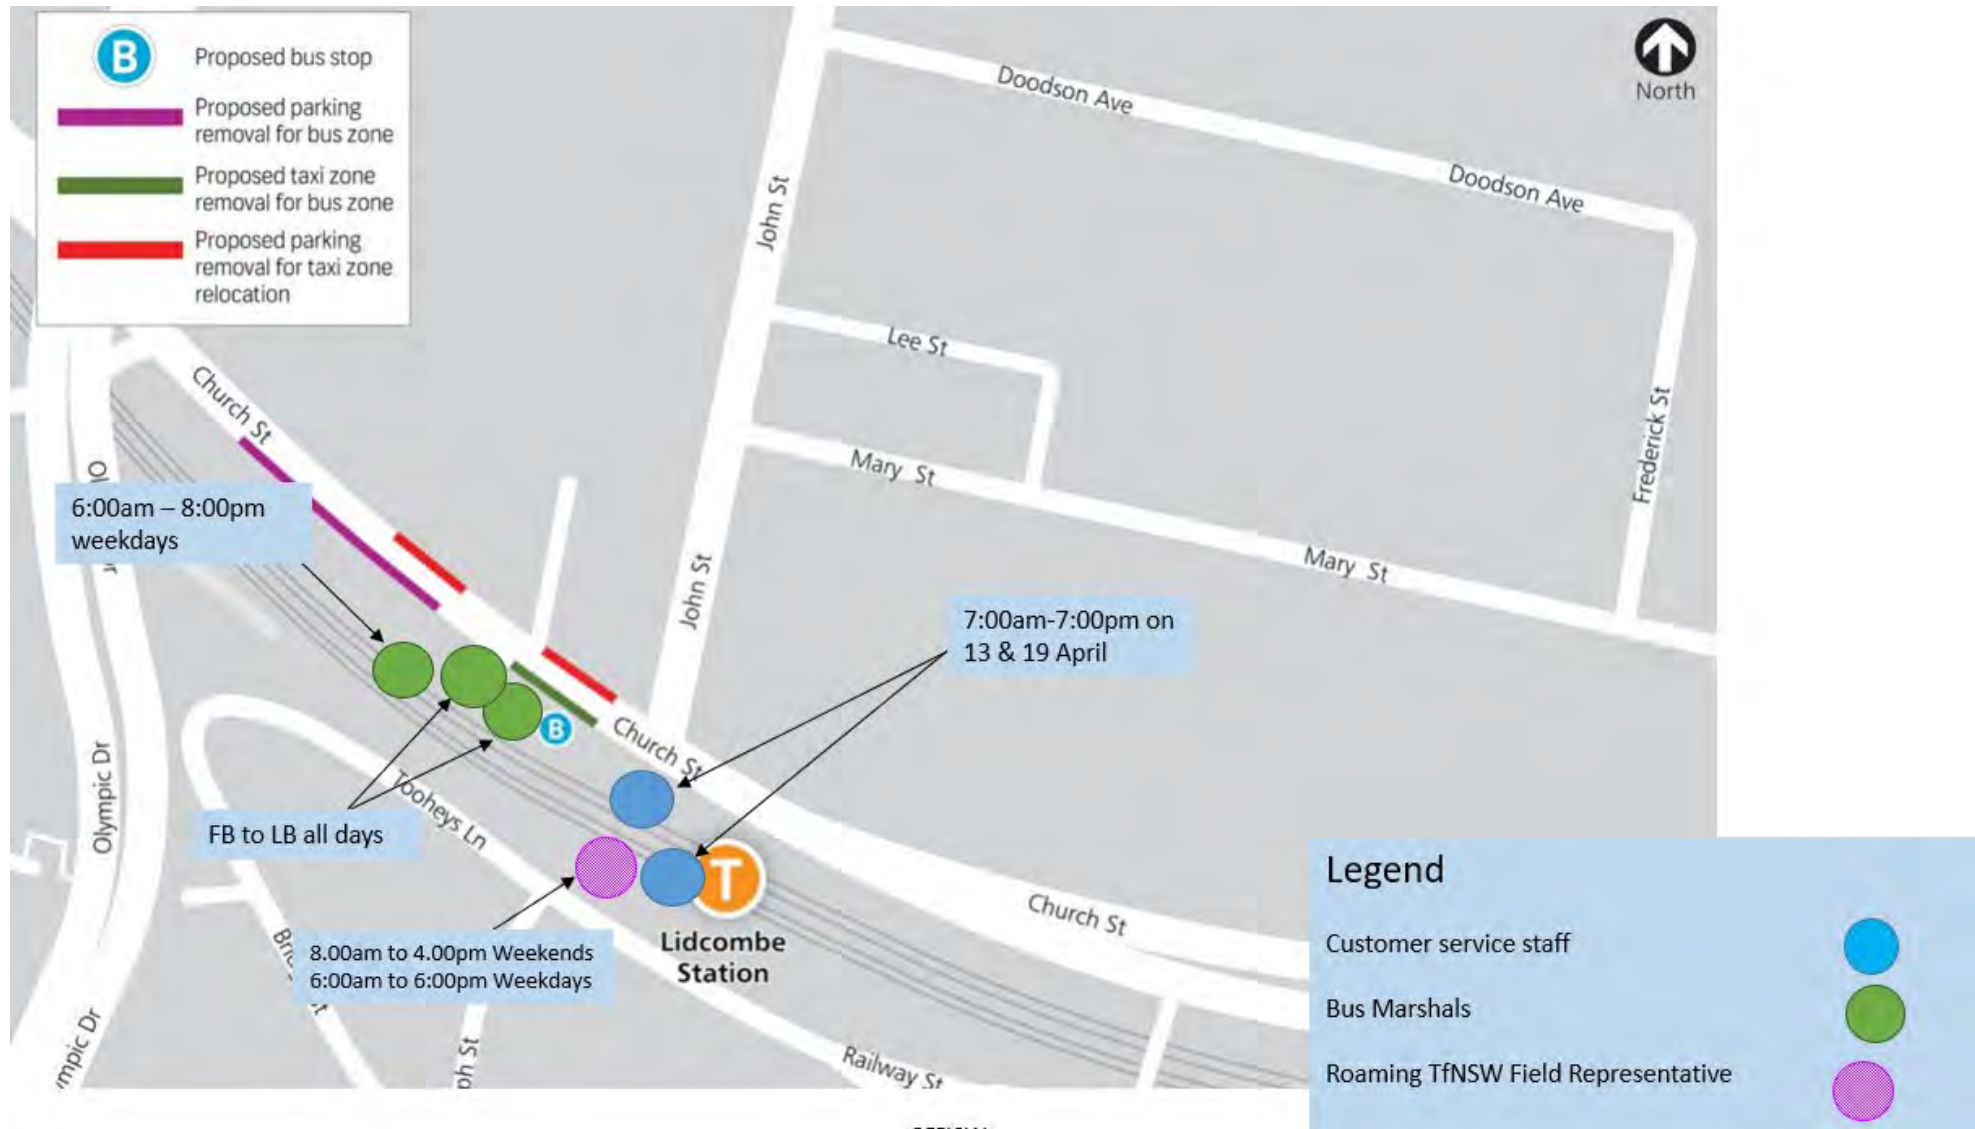 B
Proposed bus stop
Proposed parking
removal for bus zone
Proposed taxi zone
removal for bus zone
Proposed parking
removal for taxi zone
relocation
North
Doodson Ave
Doodson Ave
John St
Lee St
Frederick St
Church St
Mary St
Mary St
6:00am – 8:00pm
weekdays
John St
7:00am-7:00pm on
13 & 19 April
B
Church St
Olympic Dr
Tooheys Ln
FB to LB all days
T
Lidcombe
Station
Church St
8.00am to 4.00pm Weekends
6:00am to 6:00pm Weekdays
Railway St
Legend
Customer service staff
Bus Marshals
Roaming TfNSW Field Representative